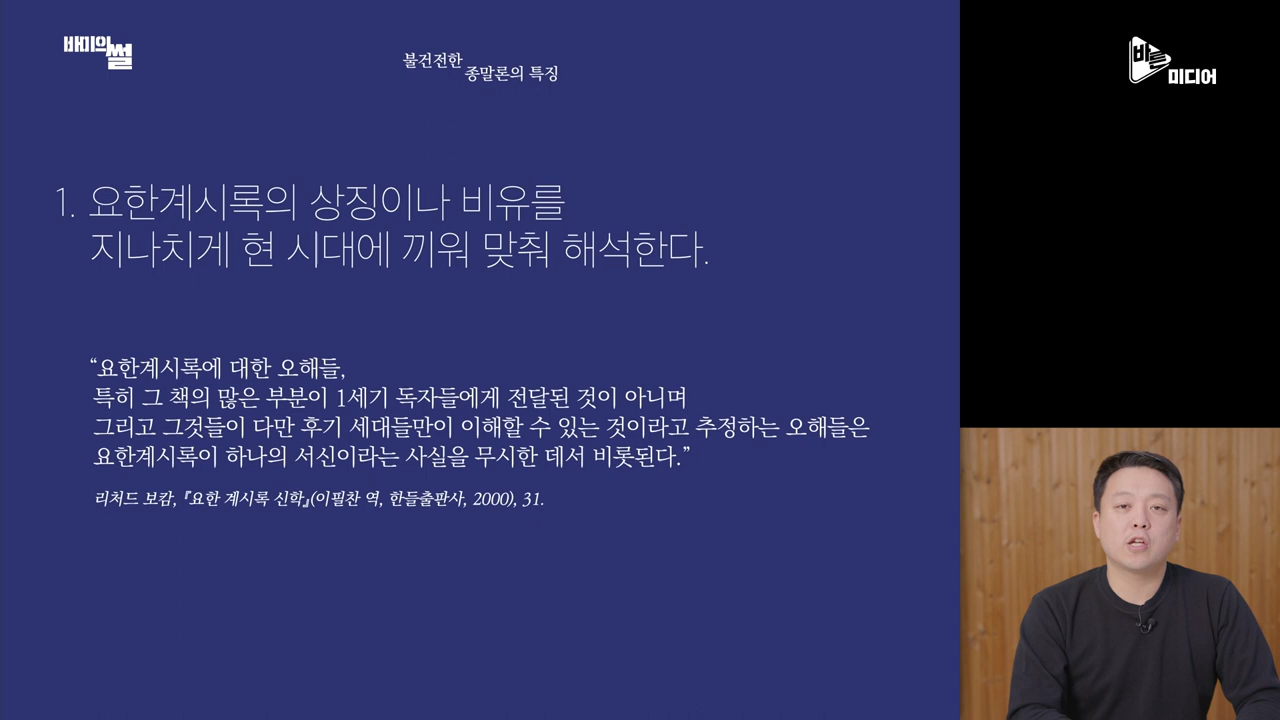 바미의썰
불건전한
종말론의 특징
바른
미디어
1. 요한계시록의 상징이나 비유를
지나치게 현 시대에 끼워 맞춰 해석한다.
“요한계시록에 대한 오해들,
특히 그 책의 많은 부분이 1세기 독자들에게 전달된 것이 아니며
그리고 그것들이 다만 후기 세대들만이 이해할 수 있는 것이라고 추정하는 오해들은
요한계시록이 하나의 서신이라는 사실을 무시한 데서 비롯된다.”
리처드 보캄, 『요한 계시록 신학』(이필찬 역, 한들출판사, 2000), 31.